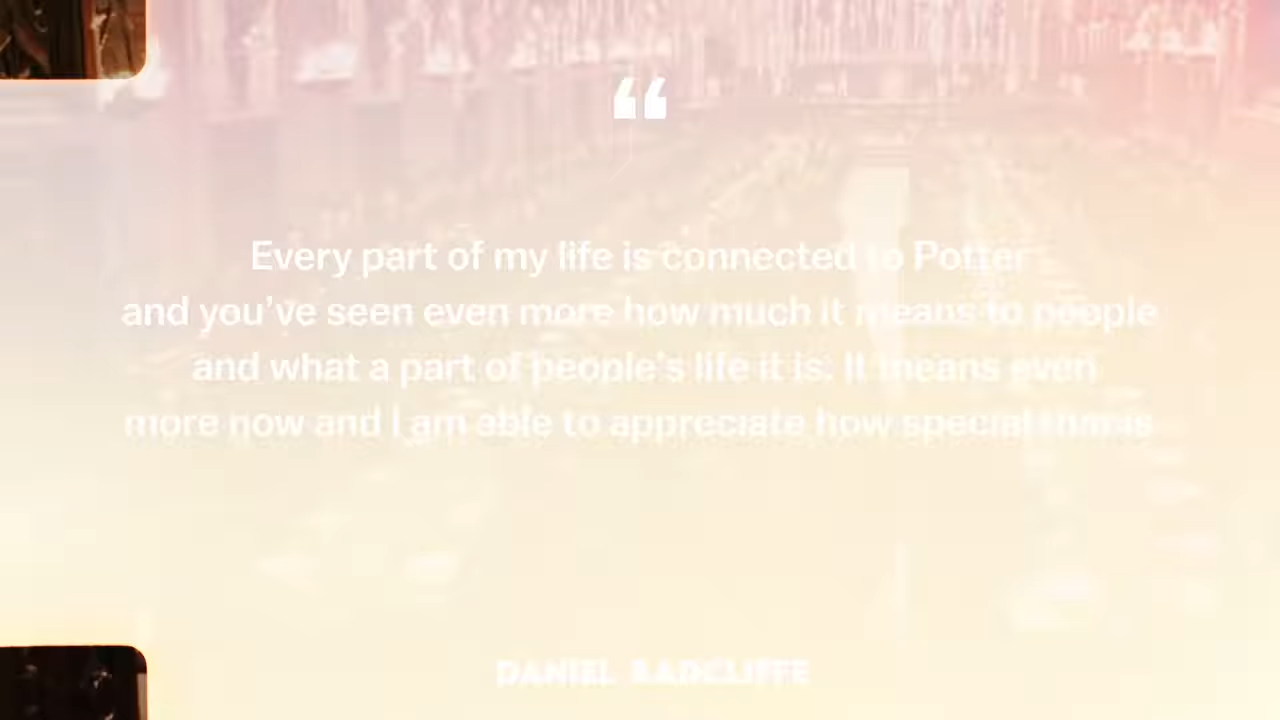 “
Every part of my life is connected to Potter
and you’ve seen even more how much it means to people
and what a part of people’s life it is. It means even
more now and I am able to appreciate how special that is
DANIEL RADCLIFFE